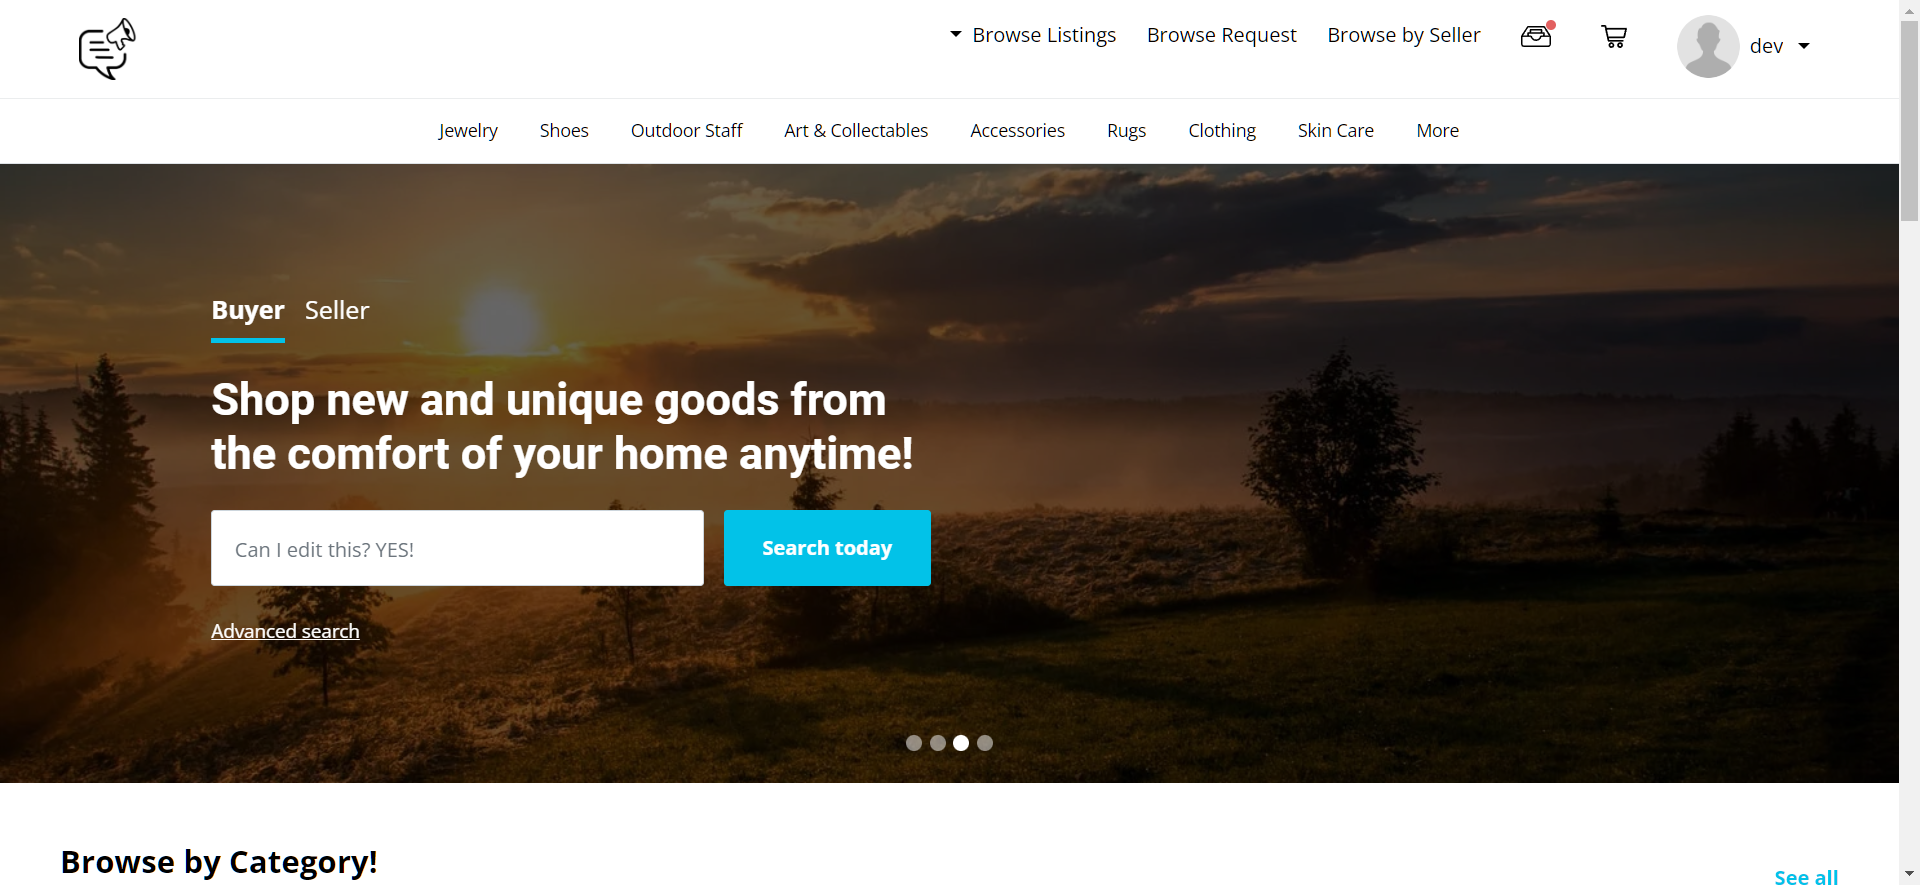 Browse Listings Browse Request Browse by Seller dev
Jewelry Shoes Outdoor Staff Art & Collectables Accessories Rugs Clothing Skin Care More
Buyer Seller
Shop new and unique goods from
the comfort of your home anytime!
Can I edit this? YES! Search today
Advanced search
Browse by Category!
See all